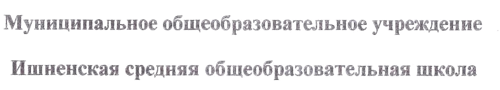 Муниципальное общеобразовательное учреждение
Ишненская средняя общеобразовательная школа